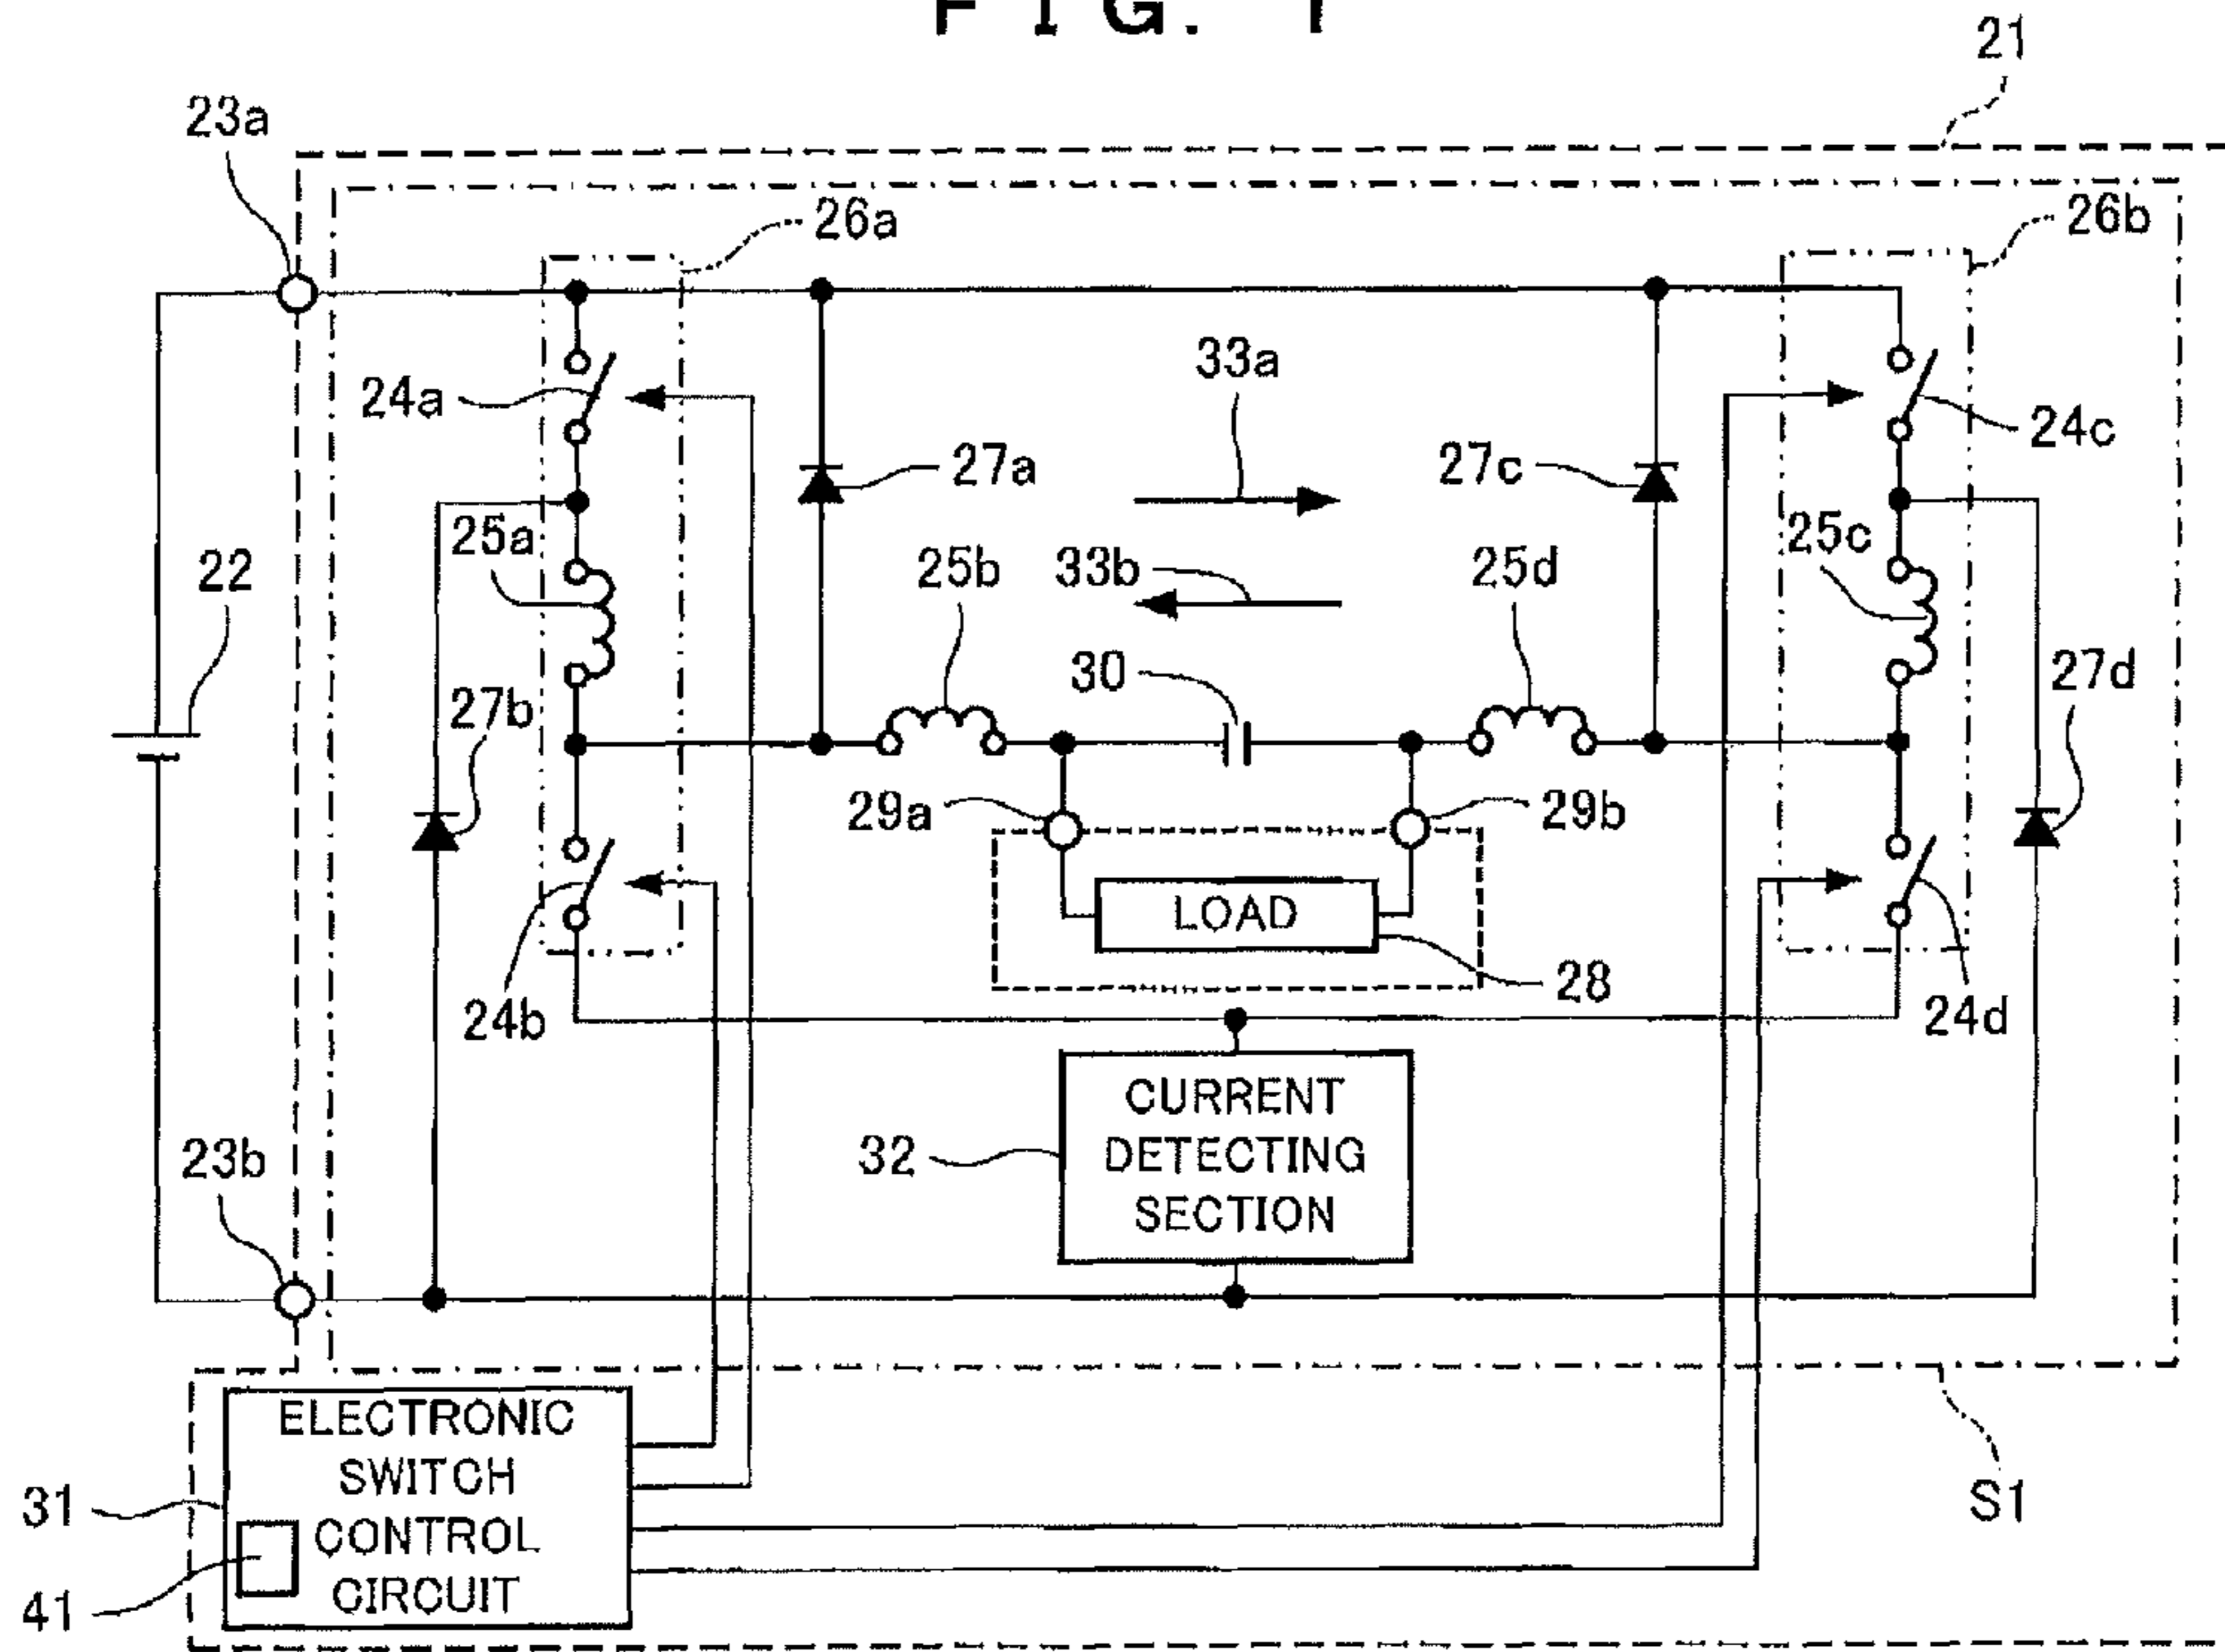 FIG. 1
21
23a
26a
26b
33a
24a
24c
27a
27c
25a
25c
22
25b
33b
25d
30
27d
27b
29a
29b
LOAD
28
24b
24d
CURRENT
DETECTING
SECTION
32
23b
ELECTRONIC
SWITCH
CONTROL
CIRCUIT
31
S1
41